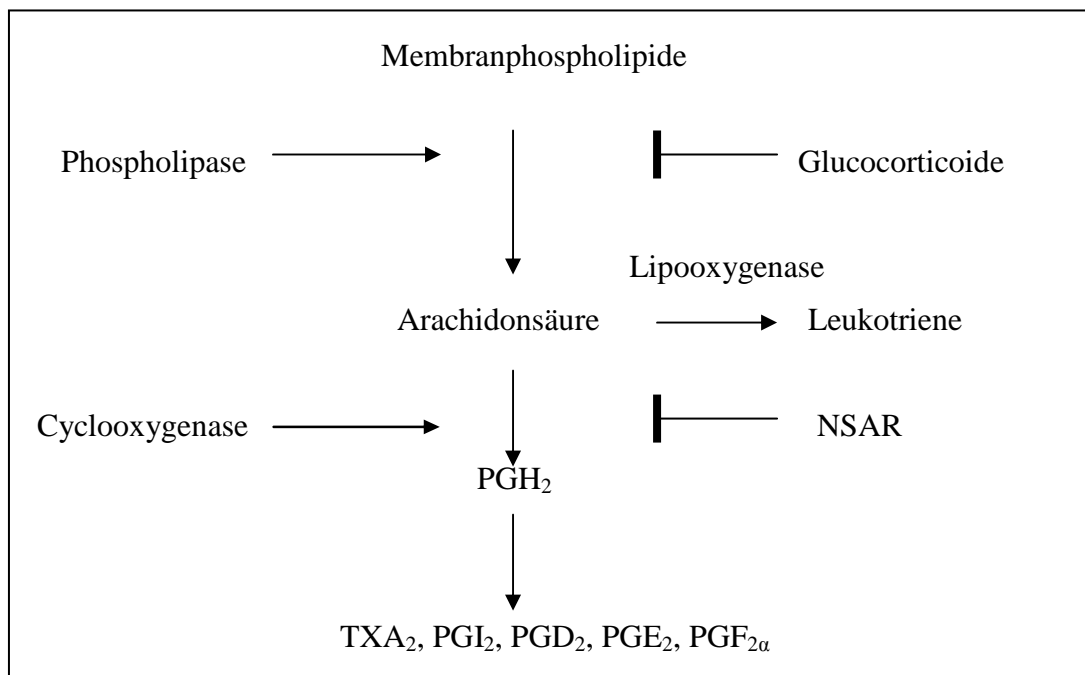 Membranphospholipide
Phospholipase
Glucocorticoide
Lipooxygenase
Arachidonsäure
Leukotriene
Cyclooxygenase
NSAR
PGH₂
TXA₂, PGI₂, PGD₂, PGE₂, PGF₂α